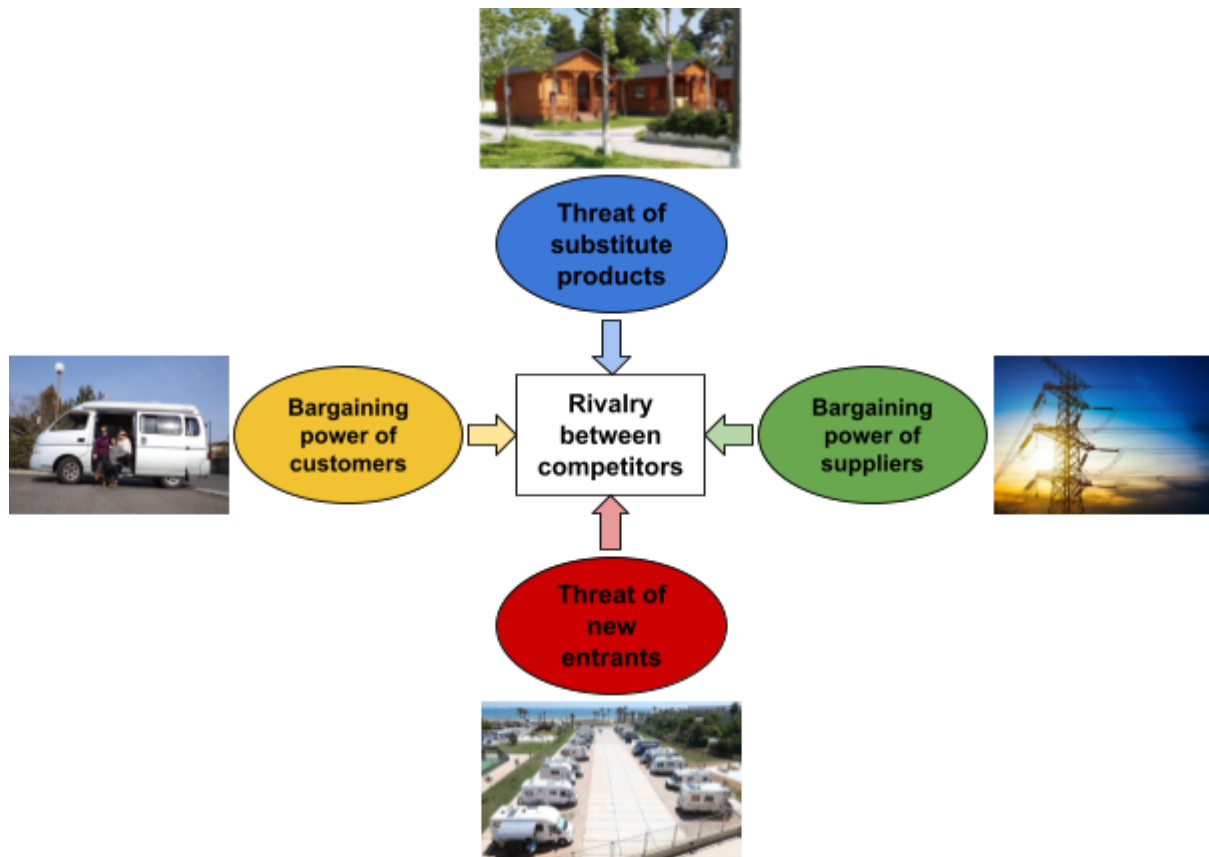 Threat of
substitute
products
Bargaining
power of
customers
Rivalry
between
competitors
Bargaining
power of
suppliers
Threat of
new
entrants